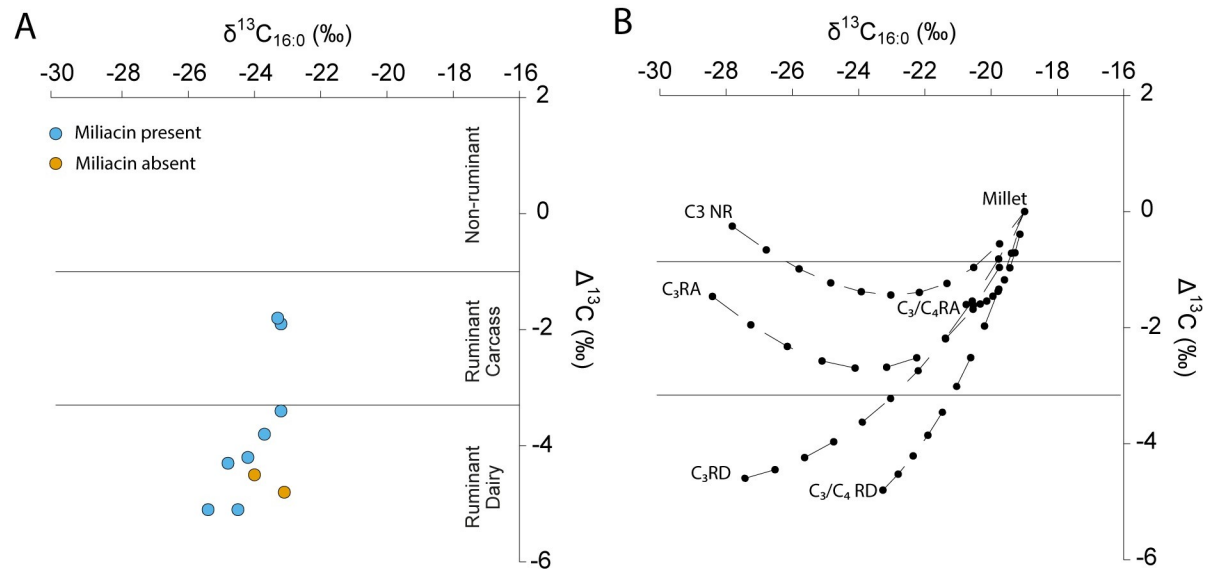 A
δ¹³C₁₆:₀ (‰)
-30 -28 -26 -24 -22 -20 -18 -16
2
Miliacin present
Miliacin absent
Non-ruminant
0
Ruminant
Carcass
-2
Δ¹³C (‰)
-4
Ruminant
Dairy
-6
B
δ¹³C₁₆:₀ (‰)
-30 -28 -26 -24 -22 -20 -18 -16
2
Millet
C3 NR
0
C₃RA
C₃/C₄RA
-2
Δ¹³C (‰)
-4
C₃RD
C₃/C₄ RD
-6